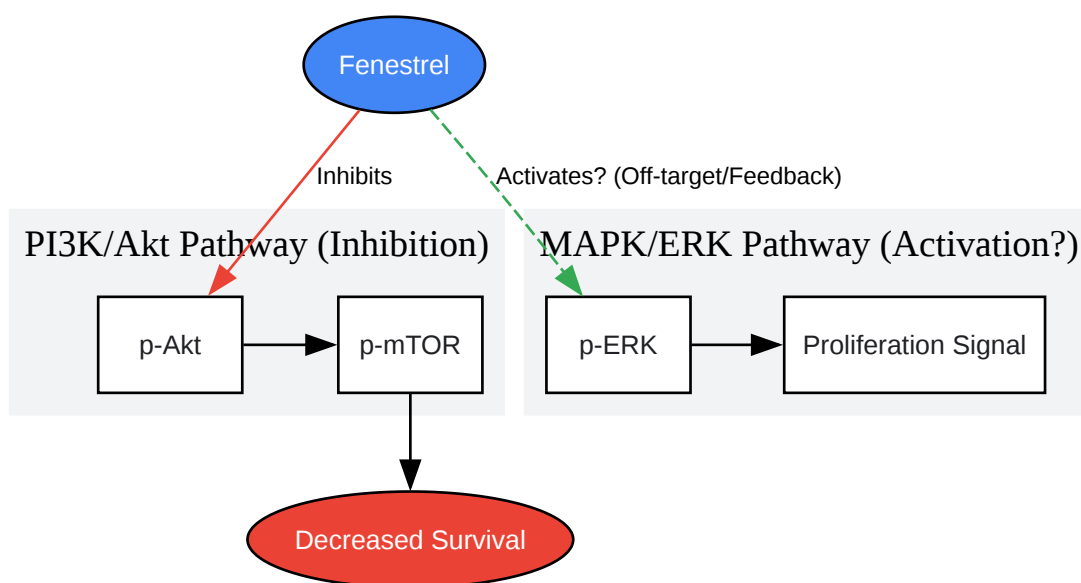 Fenestrel
Inhibits
Activates? (Off-target/Feedback)
PI3K/Akt Pathway (Inhibition)
MAPK/ERK Pathway (Activation?)
p-Akt
p-mTOR
p-ERK
Proliferation Signal
Decreased Survival